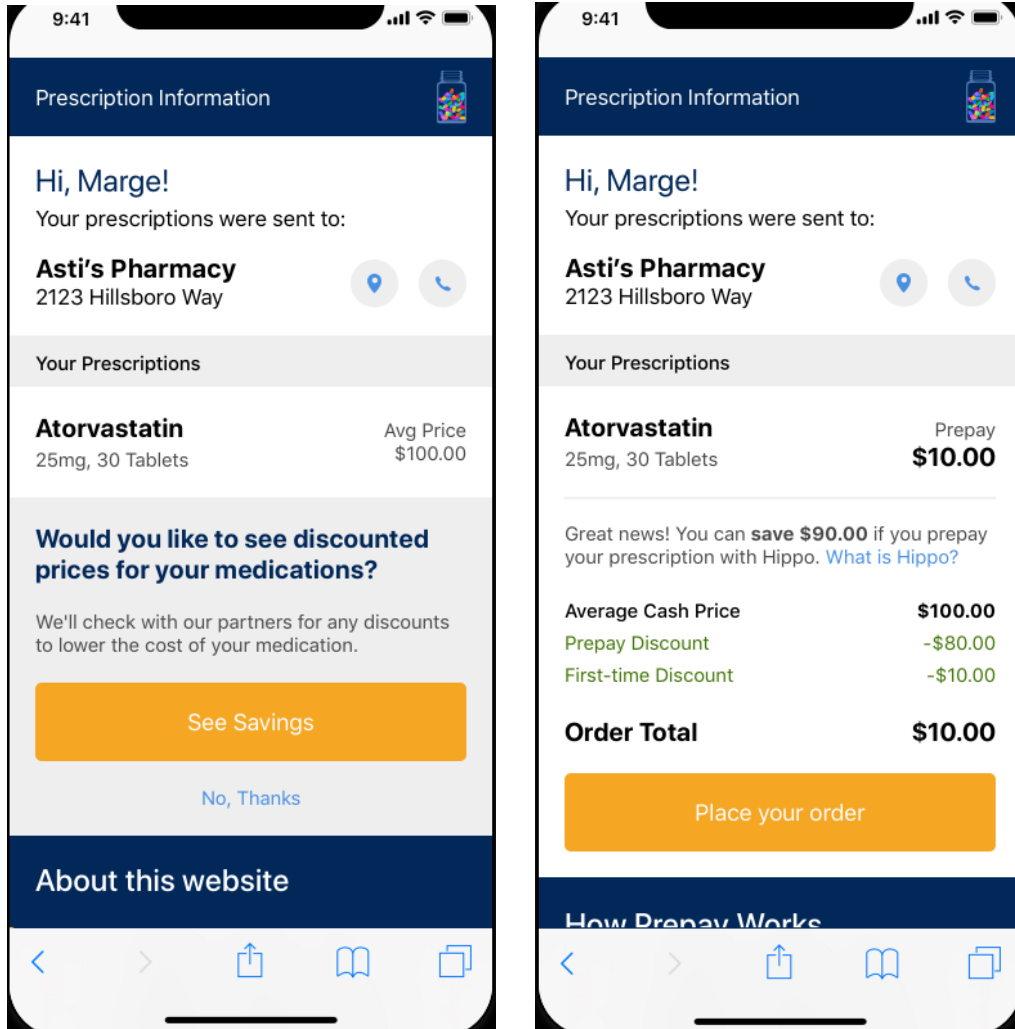 9:41
Prescription Information
Hi, Marge!
Your prescriptions were sent to:
Asti's Pharmacy
2123 Hillsboro Way
Your Prescriptions
Atorvastatin
Avg Price
25mg, 30 Tablets
$100.00
Would you like to see discounted
prices for your medications?
We'll check with our partners for any discounts
to lower the cost of your medication.
See Savings
No, Thanks
About this website
9:41
Prescription Information
Hi, Marge!
Your prescriptions were sent to:
Asti's Pharmacy
2123 Hillsboro Way
Your Prescriptions
Atorvastatin
Prepay
25mg, 30 Tablets
$10.00
Great news! You can save $90.00 if you prepay
your prescription with Hippo. What is Hippo?
Average Cash Price $100.00
Prepay Discount -$80.00
First-time Discount -$10.00
Order Total $10.00
Place your order
How Prepay Works